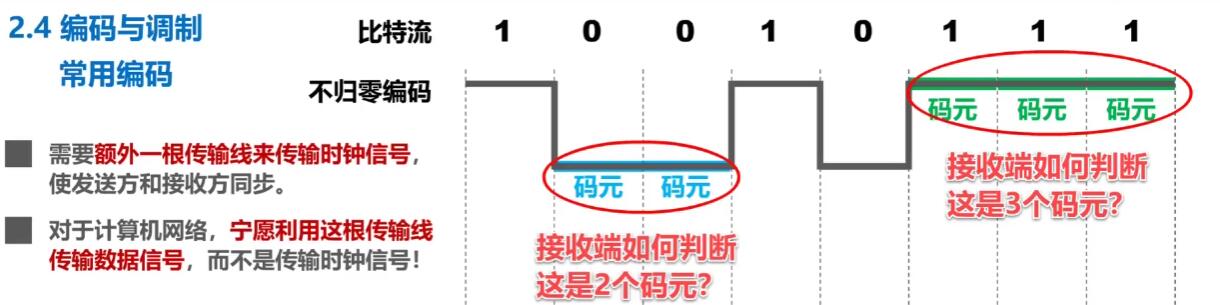 2.4 编码与调制
常用编码
比特流 1 0 0 1 0 1 1 1
不归零编码
码元 码元 码元
码元 码元
需要额外一根传输线来传输时钟信号，
使发送方和接收方同步。
对于计算机网络，宁愿利用这根传输线
传输数据信号，而不是传输时钟信号！
接收端如何判断
这是2个码元？
接收端如何判断
这是3个码元？